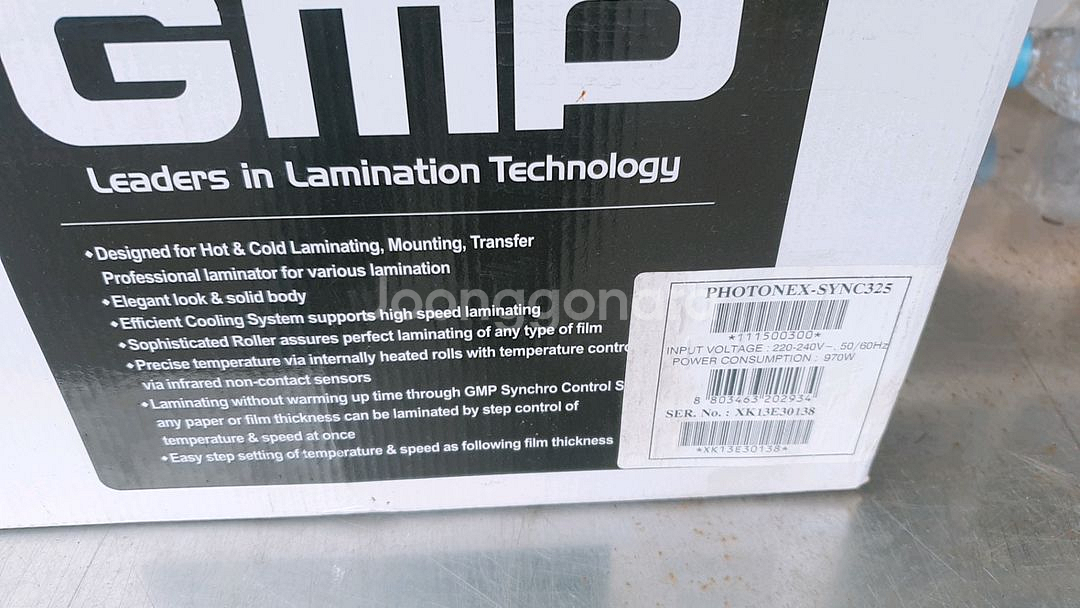 GMP
Leaders in Lamination Technology
◆Designed for Hot & Cold Laminating, Mounting, Transfer
Professional laminator for various lamination
◆Elegant look & solid body
◆Efficient Cooling System supports high speed laminating
◆Sophisticated Roller assures perfect laminating of any type of film
◆Precise temperature via internally heated rolls with temperature contro
via infrared non-contact sensors
◆Laminating without warming up time through GMP Synchro Control S
any paper or film thickness can be laminated by step control of
temperature & speed at once
◆Easy step setting of temperature & speed as following film thickness
PHOTONEX-SYNC325
*111500300*
INPUT VOLTAGE : 220-240V~, 50/60Hz
POWER CONSUMPTION : 970W
8 803463 202934
SER. No. : XK13E30138
*XK13E30138*
Joonggonara